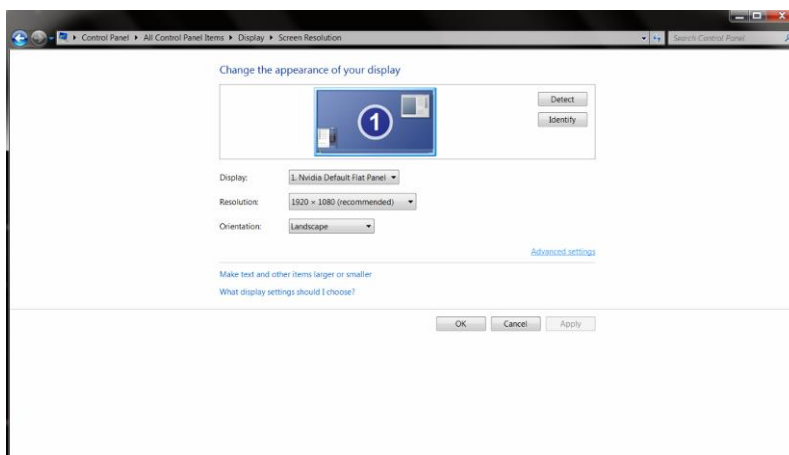 Control Panel ▸ All Control Panel Items ▸ Display ▸ Screen Resolution
Search Control Panel
Change the appearance of your display
1
Detect
Identify
Display: 1. Nvidia Default Flat Panel
Resolution: 1920 × 1080 (recommended)
Orientation: Landscape
Advanced settings
Make text and other items larger or smaller
What display settings should I choose?
OK Cancel Apply